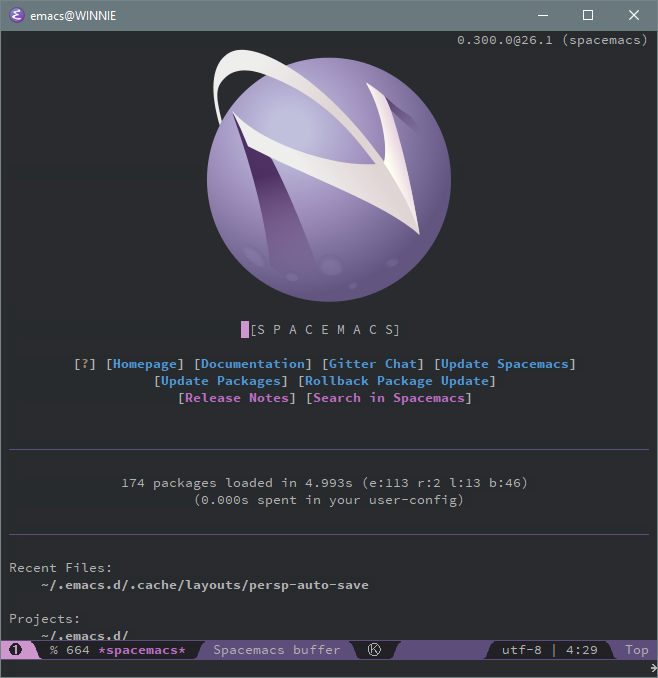 emacs@WINNIE
0.300.0@26.1 (spacemacs)
[S P A C E M A C S]
[?] [Homepage] [Documentation] [Gitter Chat] [Update Spacemacs]
[Update Packages] [Rollback Package Update]
[Release Notes] [Search in Spacemacs]
174 packages loaded in 4.993s (e:113 r:2 l:13 b:46)
(0.000s spent in your user-config)
Recent Files:
~/.emacs.d/.cache/layouts/persp-auto-save
Projects:
~/.emacs.d/
❶ % 664 *spacemacs* Spacemacs buffer Ⓚ utf-8 | 4:29 Top